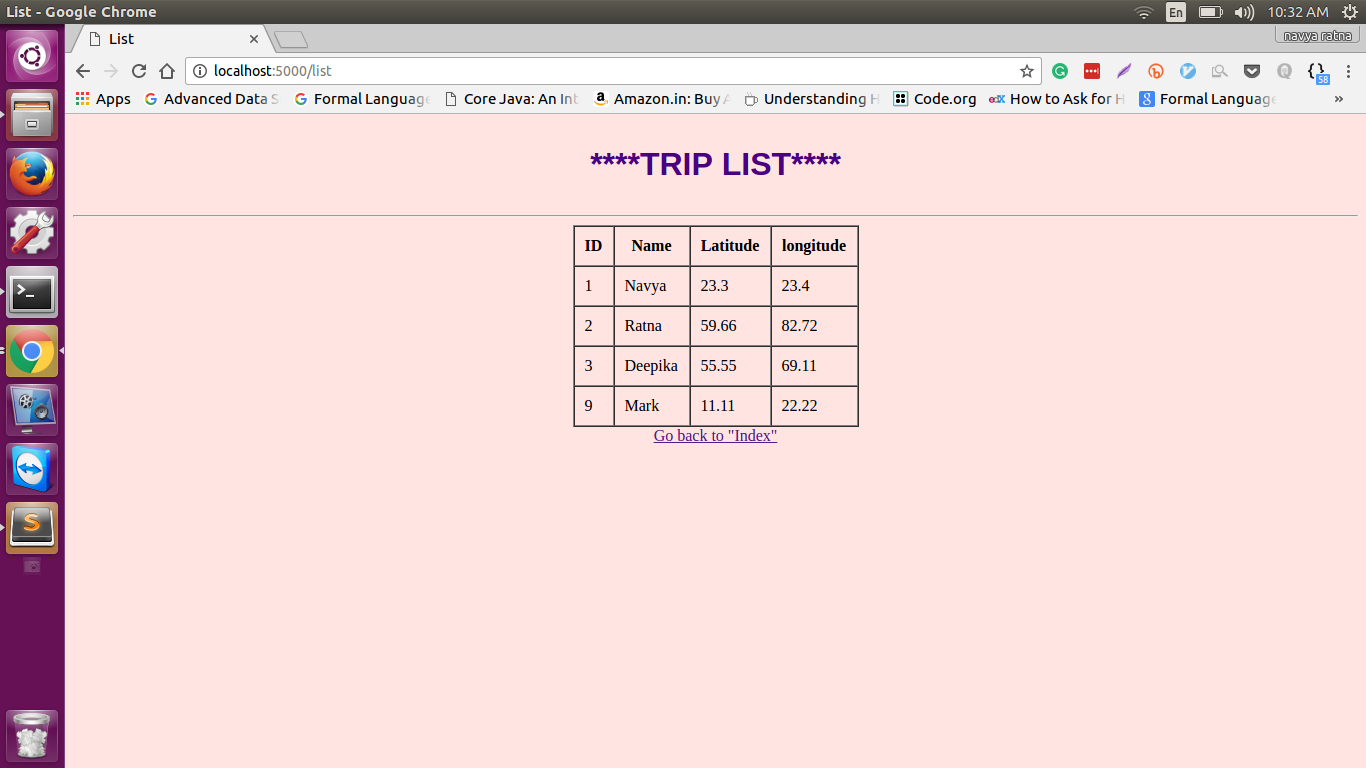 List - Google Chrome
En
10:32 AM
List
navya ratna
localhost:5000/list
58
Apps
Advanced Data S
Formal Language
Core Java: An Int
Amazon.in: Buy A
Understanding H
Code.org
edX How to Ask for H
Formal Language
»
****TRIP LIST****
ID Name Latitude longitude
1 Navya 23.3 23.4
2 Ratna 59.66 82.72
3 Deepika 55.55 69.11
9 Mark 11.11 22.22
Go back to "Index"